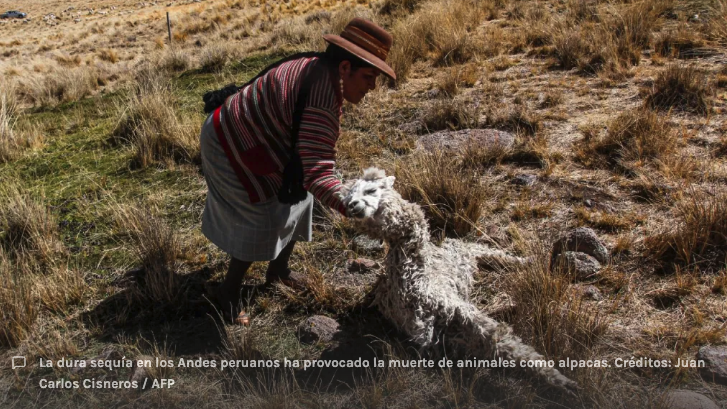 La dura sequía en los Andes peruanos ha provocado la muerte de animales como alpacas. Créditos: Juan
Carlos Cisneros / AFP